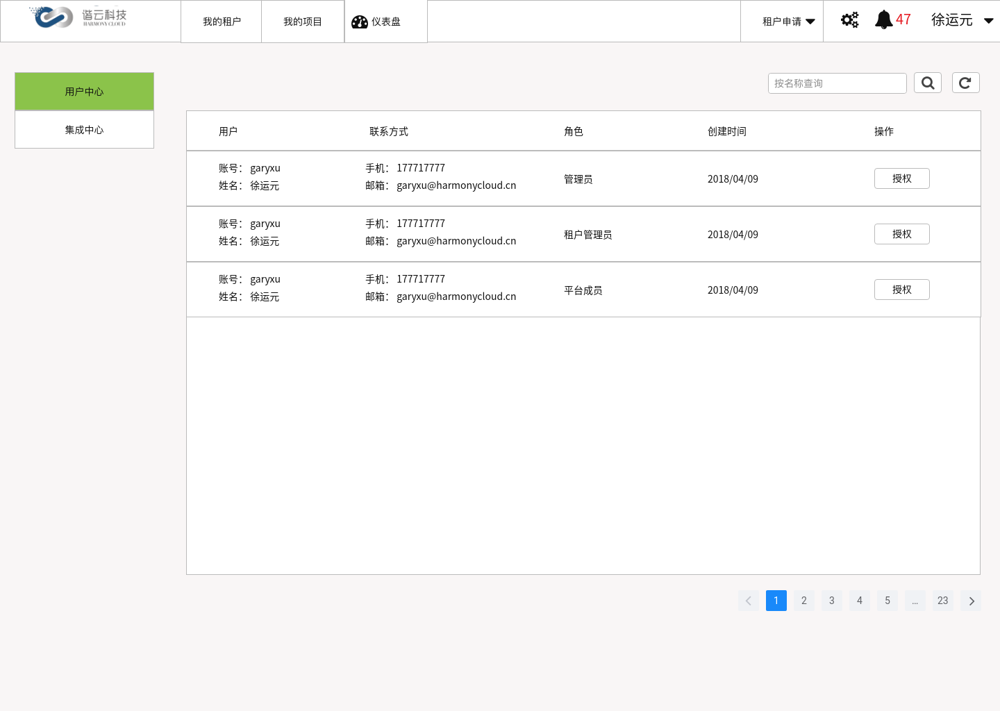 谐云科技
HARMONY CLOUD
我的租户
我的项目
仪表盘
租户申请
47
徐运元
用户中心
集成中心
按名称查询
用户 联系方式 角色 创建时间 操作
账号： garyxu 手机： 177717777
姓名： 徐运元 邮箱： garyxu@harmonycloud.cn
管理员 2018/04/09 授权
账号： garyxu 手机： 177717777
姓名： 徐运元 邮箱： garyxu@harmonycloud.cn
租户管理员 2018/04/09 授权
账号： garyxu 手机： 177717777
姓名： 徐运元 邮箱： garyxu@harmonycloud.cn
平台成员 2018/04/09 授权
1 2 3 4 5 ... 23